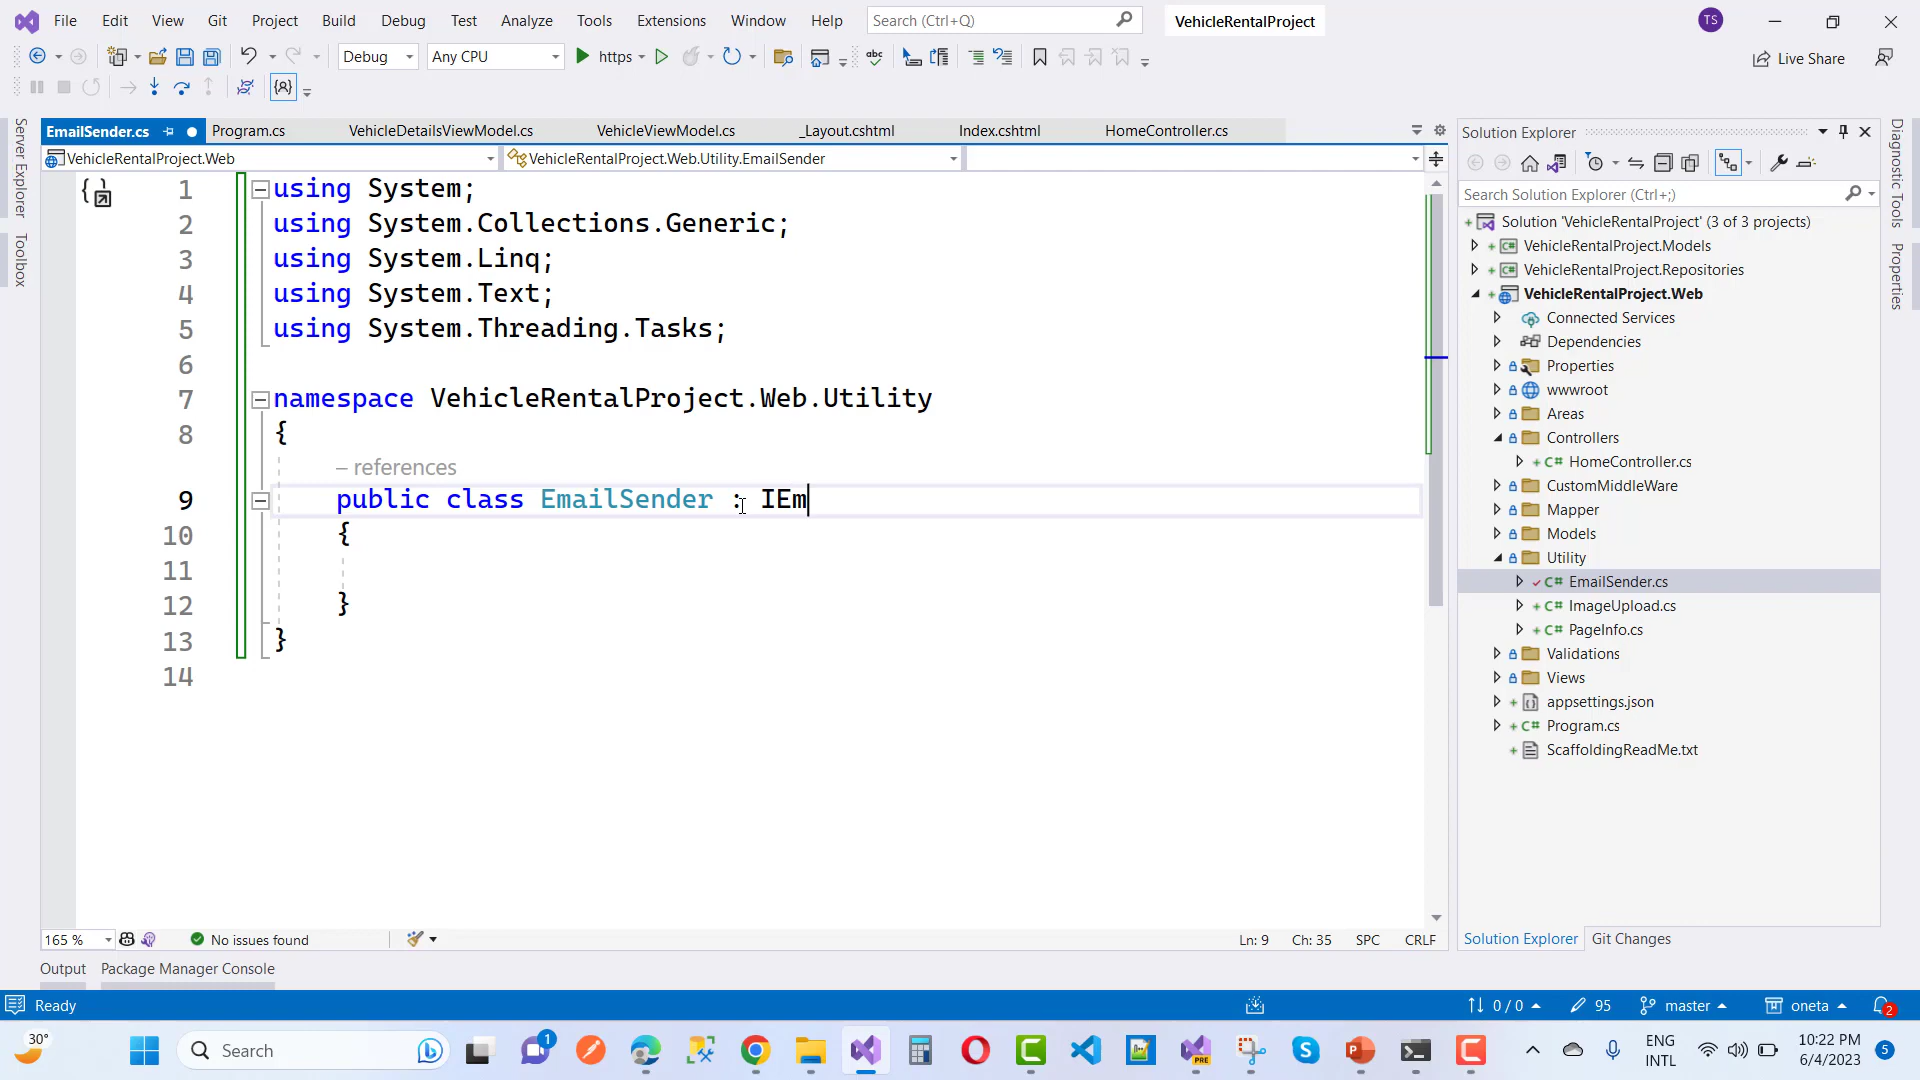 File Edit View Git Project Build Debug Test Analyze Tools Extensions Window Help Search (Ctrl+Q) VehicleRentalProject TS
Debug Any CPU https Live Share
EmailSender.cs Program.cs VehicleDetailsViewModel.cs VehicleViewModel.cs _Layout.cshtml Index.cshtml HomeController.cs
VehicleRentalProject.Web VehicleRentalProject.Web.Utility.EmailSender
Server Explorer
Toolbox
1 using System;
2 using System.Collections.Generic;
3 using System.Linq;
4 using System.Text;
5 using System.Threading.Tasks;
6
7 namespace VehicleRentalProject.Web.Utility
8 {
– references
9 public class EmailSender : IEm
10 {
11
12 }
13 }
14
165 % No issues found Ln: 9 Ch: 35 SPC CRLF
Solution Explorer
Search Solution Explorer (Ctrl+;)
Solution 'VehicleRentalProject' (3 of 3 projects)
VehicleRentalProject.Models
VehicleRentalProject.Repositories
VehicleRentalProject.Web
Connected Services
Dependencies
Properties
wwwroot
Areas
Controllers
HomeController.cs
CustomMiddleWare
Mapper
Models
Utility
EmailSender.cs
ImageUpload.cs
PageInfo.cs
Validations
Views
appsettings.json
Program.cs
ScaffoldingReadMe.txt
Solution Explorer Git Changes
Diagnostic Tools
Properties
Output Package Manager Console
Ready 0 / 0 95 master oneta 2
30° Search 1 ENG INTL 10:22 PM 6/4/2023 5
PRE